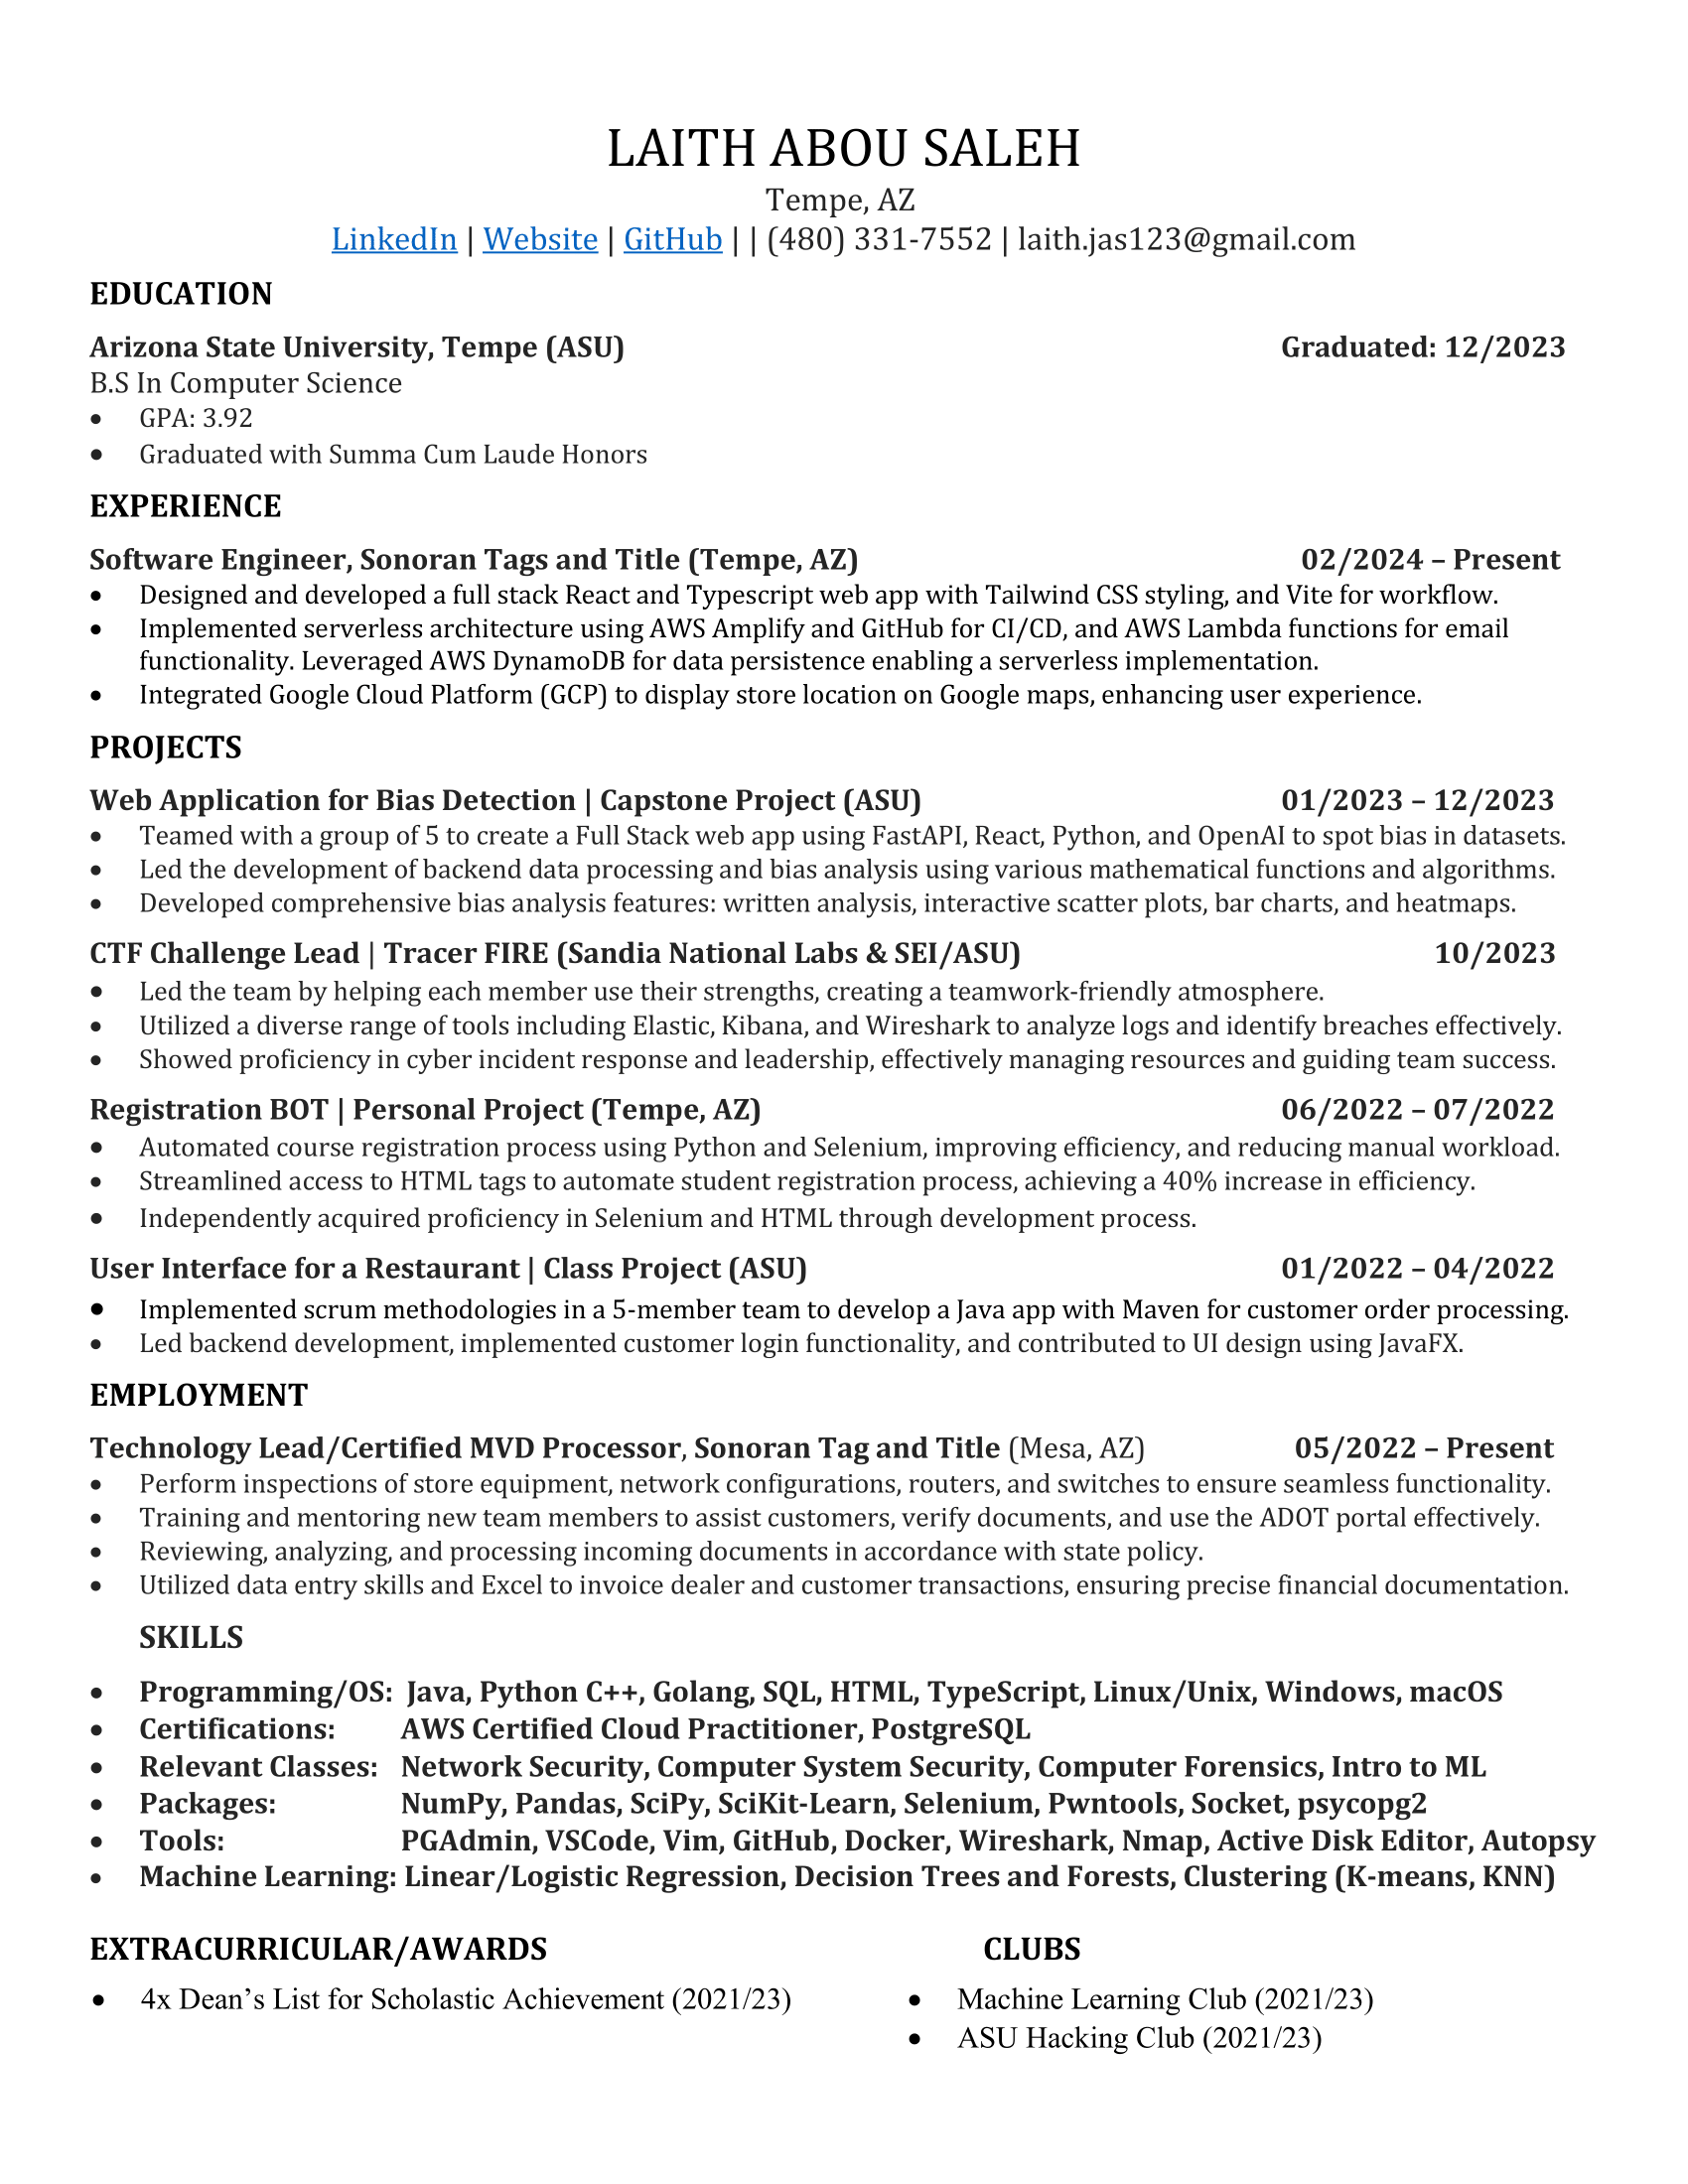 LAITH ABOU SALEH
Tempe, AZ
LinkedIn | Website | GitHub | | (480) 331-7552 | laith.jas123@gmail.com
EDUCATION
Arizona State University, Tempe (ASU) Graduated: 12/2023
B.S In Computer Science
• GPA: 3.92
• Graduated with Summa Cum Laude Honors
EXPERIENCE
Software Engineer, Sonoran Tags and Title (Tempe, AZ) 02/2024 – Present
• Designed and developed a full stack React and Typescript web app with Tailwind CSS styling, and Vite for workflow.
• Implemented serverless architecture using AWS Amplify and GitHub for CI/CD, and AWS Lambda functions for email
functionality. Leveraged AWS DynamoDB for data persistence enabling a serverless implementation.
• Integrated Google Cloud Platform (GCP) to display store location on Google maps, enhancing user experience.
PROJECTS
Web Application for Bias Detection | Capstone Project (ASU) 01/2023 – 12/2023
• Teamed with a group of 5 to create a Full Stack web app using FastAPI, React, Python, and OpenAI to spot bias in datasets.
• Led the development of backend data processing and bias analysis using various mathematical functions and algorithms.
• Developed comprehensive bias analysis features: written analysis, interactive scatter plots, bar charts, and heatmaps.
CTF Challenge Lead | Tracer FIRE (Sandia National Labs & SEI/ASU) 10/2023
• Led the team by helping each member use their strengths, creating a teamwork-friendly atmosphere.
• Utilized a diverse range of tools including Elastic, Kibana, and Wireshark to analyze logs and identify breaches effectively.
• Showed proficiency in cyber incident response and leadership, effectively managing resources and guiding team success.
Registration BOT | Personal Project (Tempe, AZ) 06/2022 – 07/2022
• Automated course registration process using Python and Selenium, improving efficiency, and reducing manual workload.
• Streamlined access to HTML tags to automate student registration process, achieving a 40% increase in efficiency.
• Independently acquired proficiency in Selenium and HTML through development process.
User Interface for a Restaurant | Class Project (ASU) 01/2022 – 04/2022
• Implemented scrum methodologies in a 5-member team to develop a Java app with Maven for customer order processing.
• Led backend development, implemented customer login functionality, and contributed to UI design using JavaFX.
EMPLOYMENT
Technology Lead/Certified MVD Processor, Sonoran Tag and Title (Mesa, AZ) 05/2022 – Present
• Perform inspections of store equipment, network configurations, routers, and switches to ensure seamless functionality.
• Training and mentoring new team members to assist customers, verify documents, and use the ADOT portal effectively.
• Reviewing, analyzing, and processing incoming documents in accordance with state policy.
• Utilized data entry skills and Excel to invoice dealer and customer transactions, ensuring precise financial documentation.
SKILLS
• Programming/OS: Java, Python C++, Golang, SQL, HTML, TypeScript, Linux/Unix, Windows, macOS
• Certifications: AWS Certified Cloud Practitioner, PostgreSQL
• Relevant Classes: Network Security, Computer System Security, Computer Forensics, Intro to ML
• Packages: NumPy, Pandas, SciPy, SciKit-Learn, Selenium, Pwntools, Socket, psycopg2
• Tools: PGAdmin, VSCode, Vim, GitHub, Docker, Wireshark, Nmap, Active Disk Editor, Autopsy
• Machine Learning: Linear/Logistic Regression, Decision Trees and Forests, Clustering (K-means, KNN)
EXTRACURRICULAR/AWARDS
• 4x Dean’s List for Scholastic Achievement (2021/23)
CLUBS
• Machine Learning Club (2021/23)
• ASU Hacking Club (2021/23)